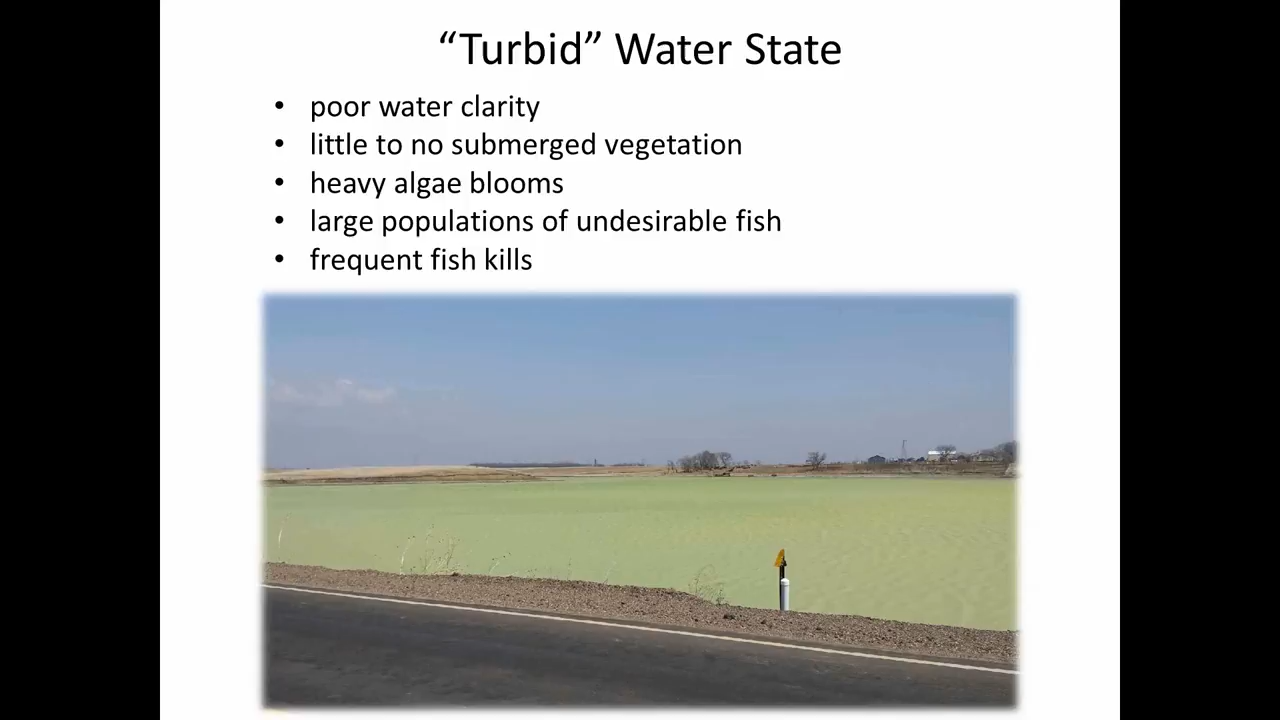 “Turbid” Water State
• poor water clarity
• little to no submerged vegetation
• heavy algae blooms
• large populations of undesirable fish
• frequent fish kills